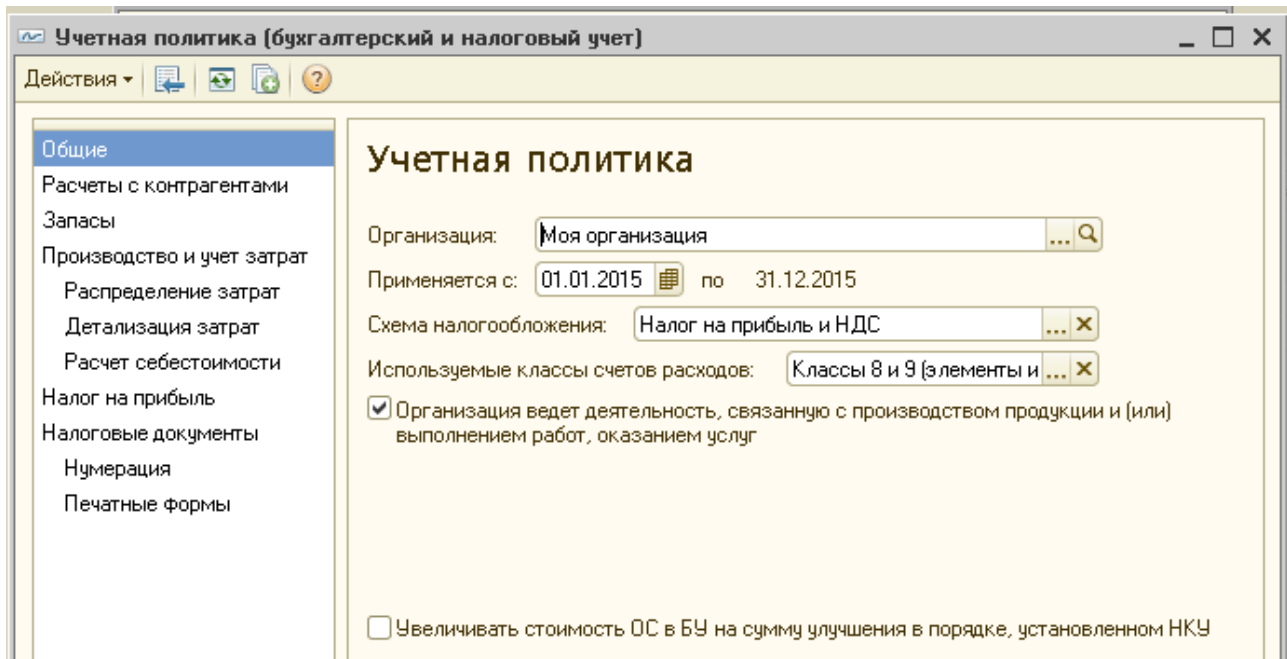 Учетная политика (бухгалтерский и налоговый учет)
Действия
Общие
Расчеты с контрагентами
Запасы
Производство и учет затрат
Распределение затрат
Детализация затрат
Расчет себестоимости
Налог на прибыль
Налоговые документы
Нумерация
Печатные формы
Учетная политика
Организация: Моя организация ...
Применяется с: 01.01.2015 по 31.12.2015
Схема налогообложения: Налог на прибыль и НДС ...
Используемые классы счетов расходов: Классы 8 и 9 (элементы и ...
Организация ведет деятельность, связанную с производством продукции и (или)
выполнением работ, оказанием услуг
Увеличивать стоимость ОС в БУ на сумму улучшения в порядке, установленном НКУ